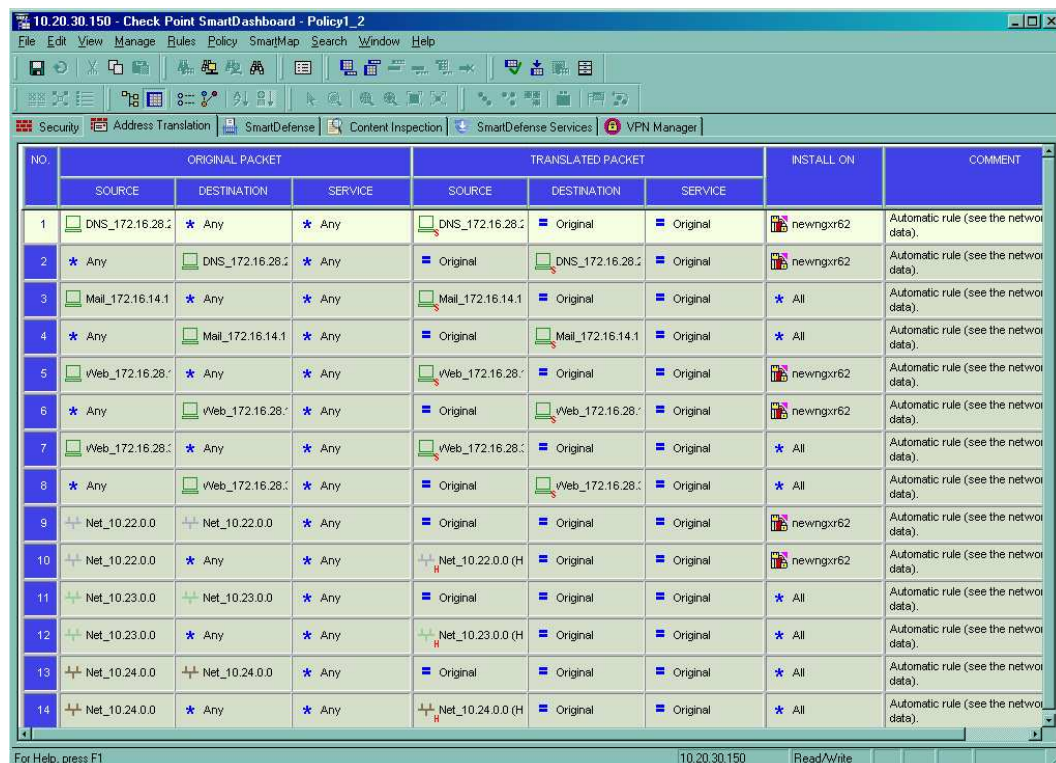 10.20.30.150 - Check Point SmartDashboard - Policy1_2
File Edit View Manage Rules Policy SmartMap Search Window Help
Security Address Translation SmartDefense Content Inspection SmartDefense Services VPN Manager
NO. ORIGINAL PACKET TRANSLATED PACKET INSTALL ON COMMENT
SOURCE DESTINATION SERVICE SOURCE DESTINATION SERVICE
1 DNS_172.16.28.2 * Any * Any DNS_172.16.28.2 = Original = Original newngxr62 Automatic rule (see the networ data).
2 * Any DNS_172.16.28.2 * Any = Original DNS_172.16.28.2 = Original newngxr62 Automatic rule (see the networ data).
3 Mail_172.16.14.1 * Any * Any Mail_172.16.14.1 = Original = Original * All Automatic rule (see the networ data).
4 * Any Mail_172.16.14.1 * Any = Original Mail_172.16.14.1 = Original * All Automatic rule (see the networ data).
5 Web_172.16.28. * Any * Any Web_172.16.28. = Original = Original newngxr62 Automatic rule (see the networ data).
6 * Any Web_172.16.28. * Any = Original Web_172.16.28. = Original newngxr62 Automatic rule (see the networ data).
7 Web_172.16.28. * Any * Any Web_172.16.28. = Original = Original * All Automatic rule (see the networ data).
8 * Any Web_172.16.28. * Any = Original Web_172.16.28. = Original * All Automatic rule (see the networ data).
9 Net_10.22.0.0 Net_10.22.0.0 * Any = Original = Original = Original newngxr62 Automatic rule (see the networ data).
10 Net_10.22.0.0 * Any * Any Net_10.22.0.0 (H = Original = Original newngxr62 Automatic rule (see the networ data).
11 Net_10.23.0.0 Net_10.23.0.0 * Any = Original = Original = Original * All Automatic rule (see the networ data).
12 Net_10.23.0.0 * Any * Any Net_10.23.0.0 (H = Original = Original * All Automatic rule (see the networ data).
13 Net_10.24.0.0 Net_10.24.0.0 * Any = Original = Original = Original * All Automatic rule (see the networ data).
14 Net_10.24.0.0 * Any * Any Net_10.24.0.0 (H = Original = Original * All Automatic rule (see the networ data).
For Help, press F1 10.20.30.150 Read/Write